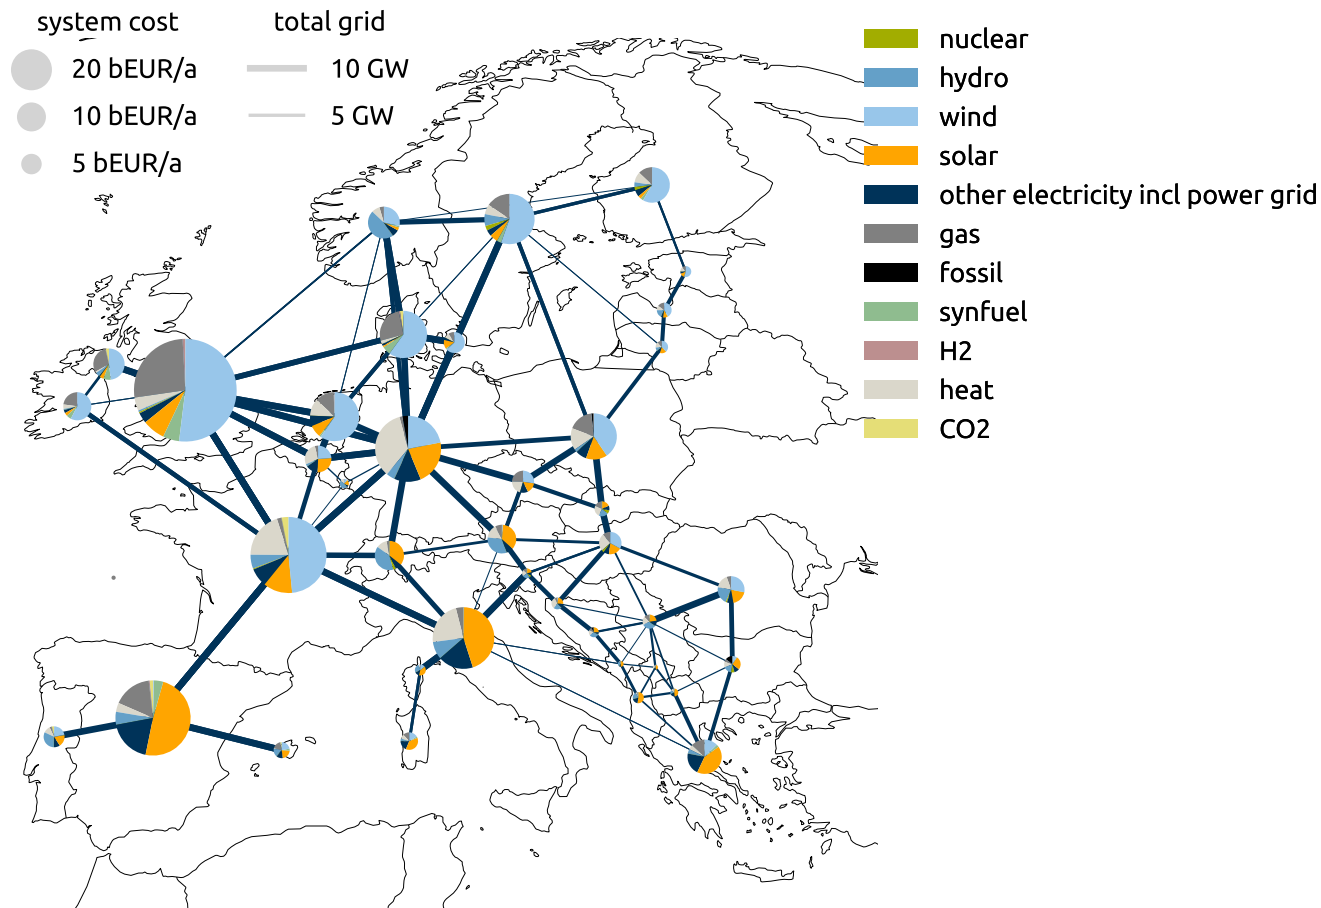 system cost
20 bEUR/a
10 bEUR/a
5 bEUR/a
total grid
10 GW
5 GW
nuclear
hydro
wind
solar
other electricity incl power grid
gas
fossil
synfuel
H2
heat
CO2